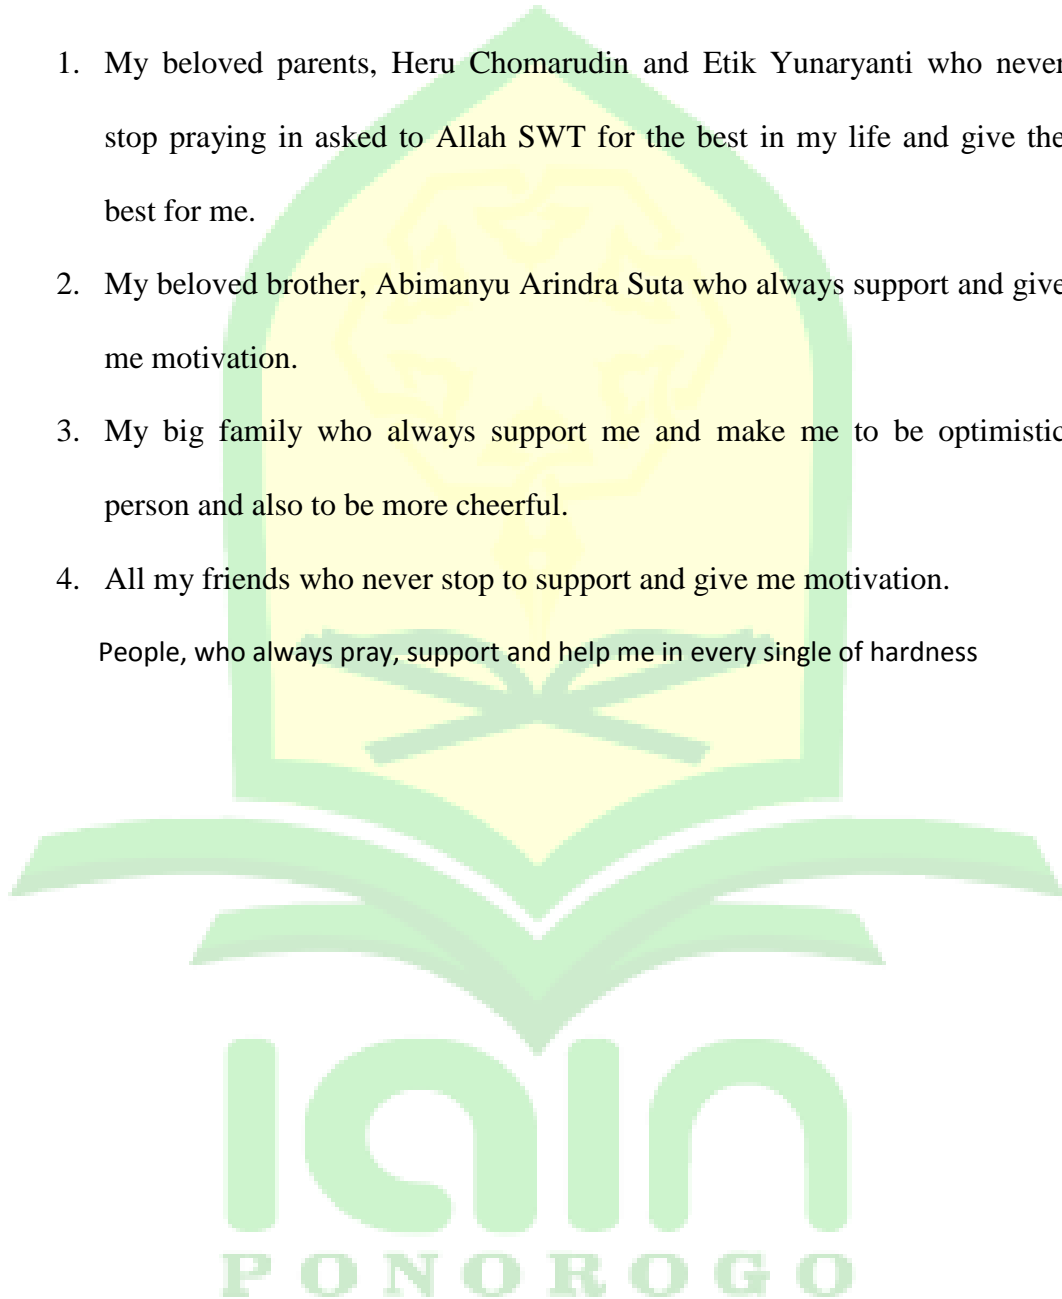 1. My beloved parents, Heru Chomarudin and Etik Yunaryanti who never
stop praying in asked to Allah SWT for the best in my life and give the
best for me.
2. My beloved brother, Abimanyu Arindra Suta who always support and give
me motivation.
3. My big family who always support me and make me to be optimistic
person and also to be more cheerful.
4. All my friends who never stop to support and give me motivation.
People, who always pray, support and help me in every single of hardness
iain
PONOROGO